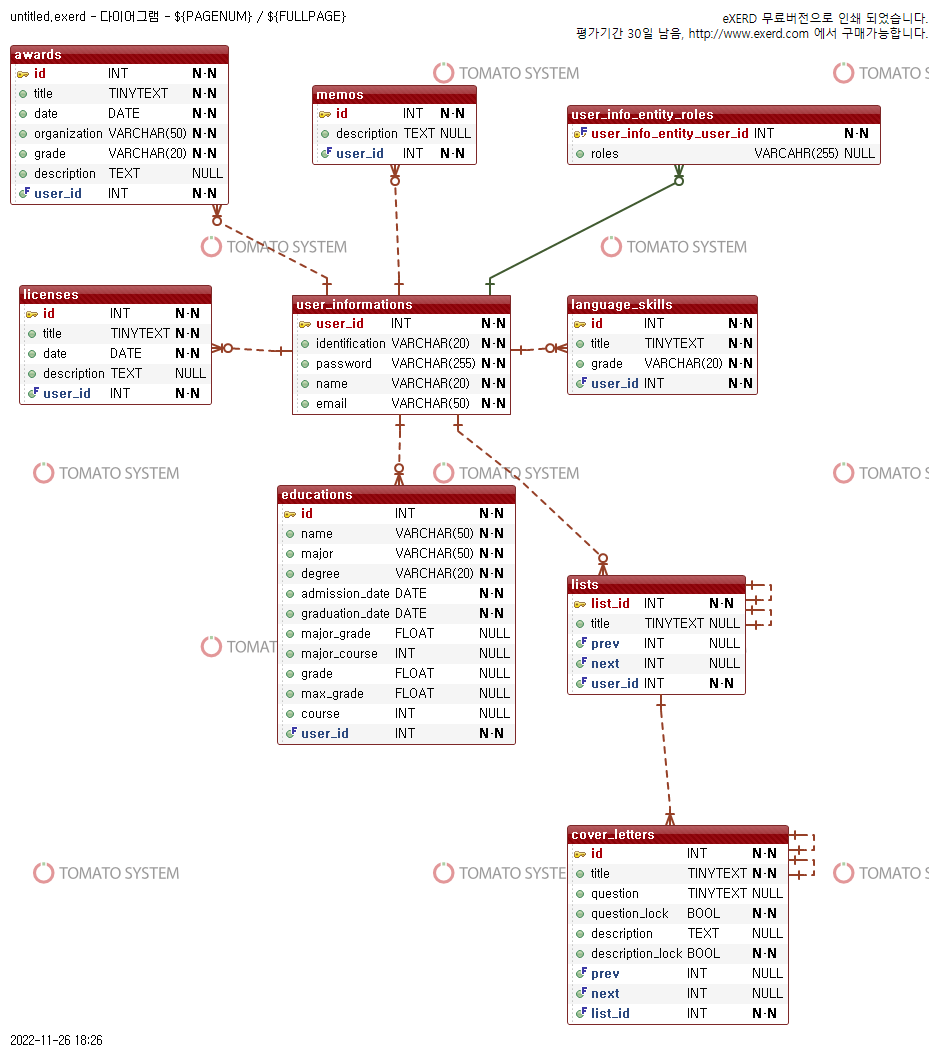 untitled.exerd - 다이어그램 - ${PAGENUM} / ${FULLPAGE}
eXERD 무료버전으로 인쇄 되었습니다.
평가기간 30일 남음, http://www.exerd.com 에서 구매가능합니다.
awards
id INT N-N
title TINYTEXT N-N
date DATE N-N
organization VARCHAR(50) N-N
grade VARCHAR(20) N-N
description TEXT NULL
user_id INT N-N
TOMATO SYSTEM
TOMATO SYSTEM
memos
id INT N-N
description TEXT NULL
user_id INT N-N
user_info_entity_roles
user_info_entity_user_id INT N-N
roles VARCAHR(255) NULL
TOMATO SYSTEM
TOMATO SYSTEM
licenses
id INT N-N
title TINYTEXT N-N
date DATE N-N
description TEXT NULL
user_id INT N-N
user_informations
user_id INT N-N
identification VARCHAR(20) N-N
password VARCHAR(255) N-N
name VARCHAR(20) N-N
email VARCHAR(50) N-N
language_skills
id INT N-N
title TINYTEXT N-N
grade VARCHAR(20) N-N
user_id INT N-N
TOMATO SYSTEM
TOMATO SYSTEM
TOMATO SYSTEM
educations
id INT N-N
name VARCHAR(50) N-N
major VARCHAR(50) N-N
degree VARCHAR(20) N-N
admission_date DATE N-N
graduation_date DATE N-N
major_grade FLOAT NULL
major_course INT NULL
grade FLOAT NULL
max_grade FLOAT NULL
course INT NULL
user_id INT N-N
TOMAT
lists
list_id INT N-N
title TINYTEXT NULL
prev INT NULL
next INT NULL
user_id INT N-N
TOMATO SYSTEM
TOMATO SYSTE
TOMATO SYSTEM
cover_letters
id INT N-N
title TINYTEXT N-N
question TINYTEXT NULL
question_lock BOOL N-N
description TEXT NULL
description_lock BOOL N-N
prev INT NULL
next INT NULL
list_id INT N-N
2022-11-26 18:26